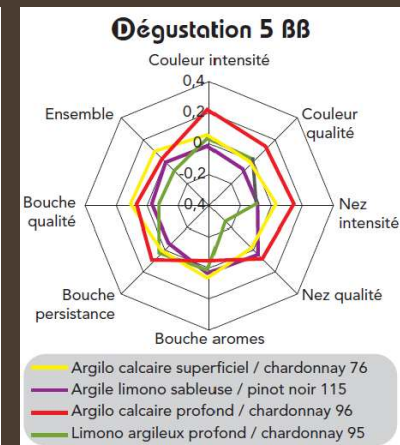 Dégustation 5 BB
Couleur intensité
0,4
Ensemble
0,2
Couleur
qualité
0
-0,2
Bouche
qualité
-0,4
Nez
intensité
Bouche
persistance
Nez qualité
Bouche aromes
Argilo calcaire superficiel / chardonnay 76
Argile limono sableuse / pinot noir 115
Argilo calcaire profond / chardonnay 96
Limono argileux profond / chardonnay 95